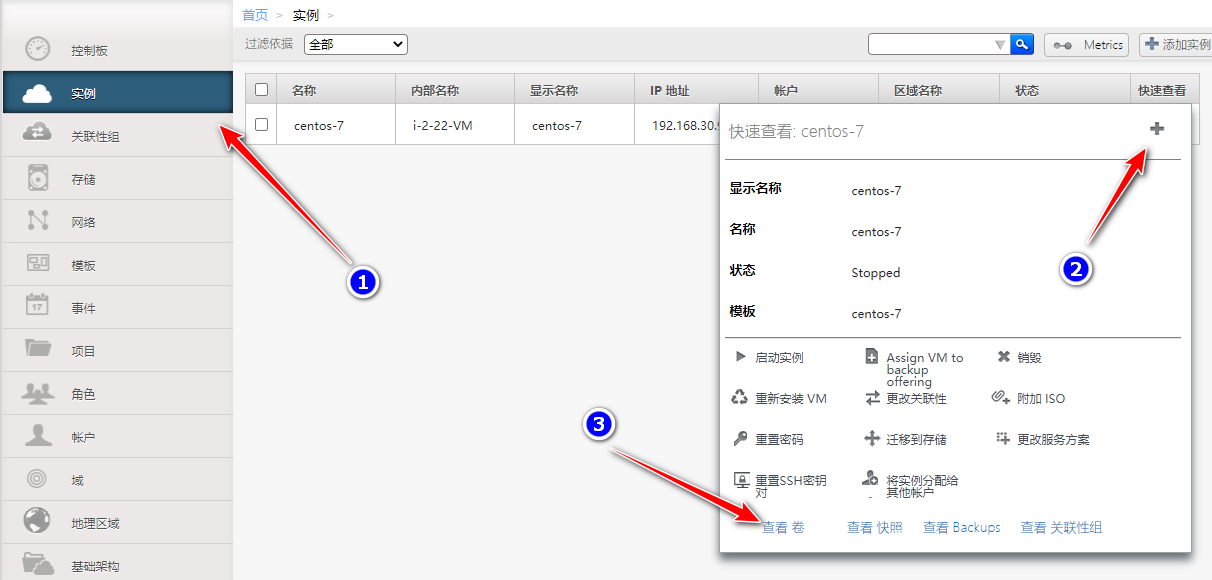 首页 > 实例 >
过滤依据 全部 Metrics 添加实例
控制板
实例
关联性组
存储
网络
模板
17
事件
项目
角色
帐户
域
地理区域
基础架构
名称 内部名称 显示名称 IP 地址 帐户 区域名称 状态 快速查看
centos-7 i-2-22-VM centos-7 192.168.30.
快速查看: centos-7
显示名称 centos-7
名称 centos-7
状态 Stopped
模板 centos-7
启动实例 Assign VM to 销毁
backup
offering
重新安装 VM 更改关联性 附加 ISO
重置密码 迁移到存储 更改服务方案
重置SSH密钥 将实例分配给
对 其他帐户
查看 卷 查看 快照 查看 Backups 查看 关联性组
1
2
3